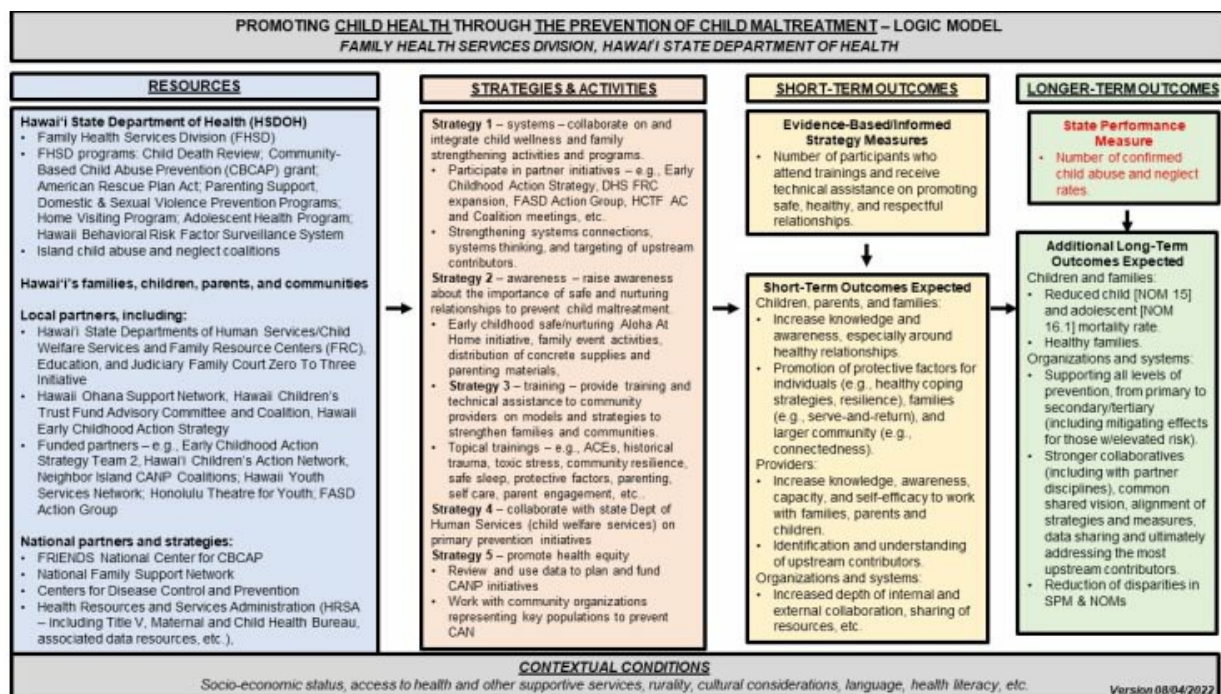 PROMOTING CHILD HEALTH THROUGH THE PREVENTION OF CHILD MALTREATMENT – LOGIC MODEL
FAMILY HEALTH SERVICES DIVISION, HAWAI‘I STATE DEPARTMENT OF HEALTH
RESOURCES
Hawai‘i State Department of Health (HSDOH)
• Family Health Services Division (FHSD)
• FHSD programs: Child Death Review; Community-
Based Child Abuse Prevention (CBCAP) grant;
American Rescue Plan Act; Parenting Support,
Domestic & Sexual Violence Prevention Programs;
Home Visiting Program; Adolescent Health Program;
Hawaii Behavioral Risk Factor Surveillance System
• Island child abuse and neglect coalitions
Hawai‘i's families, children, parents, and communities
Local partners, including:
• Hawai‘i State Departments of Human Services/Child
Welfare Services and Family Resource Centers (FRC),
Education, and Judiciary Family Court Zero To Three
Initiative
• Hawaii Ohana Support Network, Hawaii Children's
Trust Fund Advisory Committee and Coalition, Hawaii
Early Childhood Action Strategy
• Funded partners – e.g., Early Childhood Action
Strategy Team 2, Hawai‘i Children's Action Network,
Neighbor Island CANP Coalitions; Hawaii Youth
Services Network; Honolulu Theatre for Youth; FASD
Action Group
National partners and strategies:
• FRIENDS National Center for CBCAP
• National Family Support Network
• Centers for Disease Control and Prevention
• Health Resources and Services Administration (HRSA
– including Title V, Maternal and Child Health Bureau,
associated data resources, etc.),
STRATEGIES & ACTIVITIES
Strategy 1 – systems – collaborate on and
integrate child wellness and family
strengthening activities and programs.
• Participate in partner initiatives – e.g., Early
Childhood Action Strategy, DHS FRC
expansion, FASD Action Group, HCTF AC
and Coalition meetings, etc.
• Strengthening systems connections,
systems thinking, and targeting of upstream
contributors.
Strategy 2 – awareness – raise awareness
about the importance of safe and nurturing
relationships to prevent child maltreatment.
• Early childhood safe/nurturing Aloha At
Home initiative, family event activities,
distribution of concrete supplies and
parenting materials,
• Strategy 3 – training – provide training and
technical assistance to community
providers on models and strategies to
strengthen families and communities.
• Topical trainings – e.g., ACEs, historical
trauma, toxic stress, community resilience,
safe sleep, protective factors, parenting,
self care, parent engagement, etc..
Strategy 4 – collaborate with state Dept of
Human Services (child welfare services) on
primary prevention initiatives
Strategy 5 – promote health equity
• Review and use data to plan and fund
CANP initiatives
• Work with community organizations
representing key populations to prevent
CAN
SHORT-TERM OUTCOMES
Evidence-Based/Informed
Strategy Measures
• Number of participants who
attend trainings and receive
technical assistance on promoting
safe, healthy, and respectful
relationships.
Short-Term Outcomes Expected
Children, parents, and families:
• Increase knowledge and
awareness, especially around
healthy relationships.
• Promotion of protective factors for
individuals (e.g., healthy coping
strategies, resilience), families
(e.g., serve-and-return), and
larger community (e.g.,
connectedness).
Providers:
• Increase knowledge, awareness,
capacity, and self-efficacy to work
with families, parents and
children.
• Identification and understanding
of upstream contributors.
Organizations and systems:
• Increased depth of internal and
external collaboration, sharing of
resources, etc.
LONGER-TERM OUTCOMES
State Performance
Measure
• Number of confirmed
child abuse and neglect
rates.
Additional Long-Term
Outcomes Expected
Children and families:
• Reduced child [NOM 15]
and adolescent [NOM
16.1] mortality rate.
• Healthy families.
Organizations and systems:
• Supporting all levels of
prevention, from primary to
secondary/tertiary
(including mitigating effects
for those w/elevated risk).
• Stronger collaboratives
(including with partner
disciplines), common
shared vision, alignment of
strategies and measures,
data sharing and ultimately
addressing the most
upstream contributors.
• Reduction of disparities in
SPM & NOMs
CONTEXTUAL CONDITIONS
Socio-economic status, access to health and other supportive services, rurality, cultural considerations, language, health literacy, etc.
Version 08/04/2022